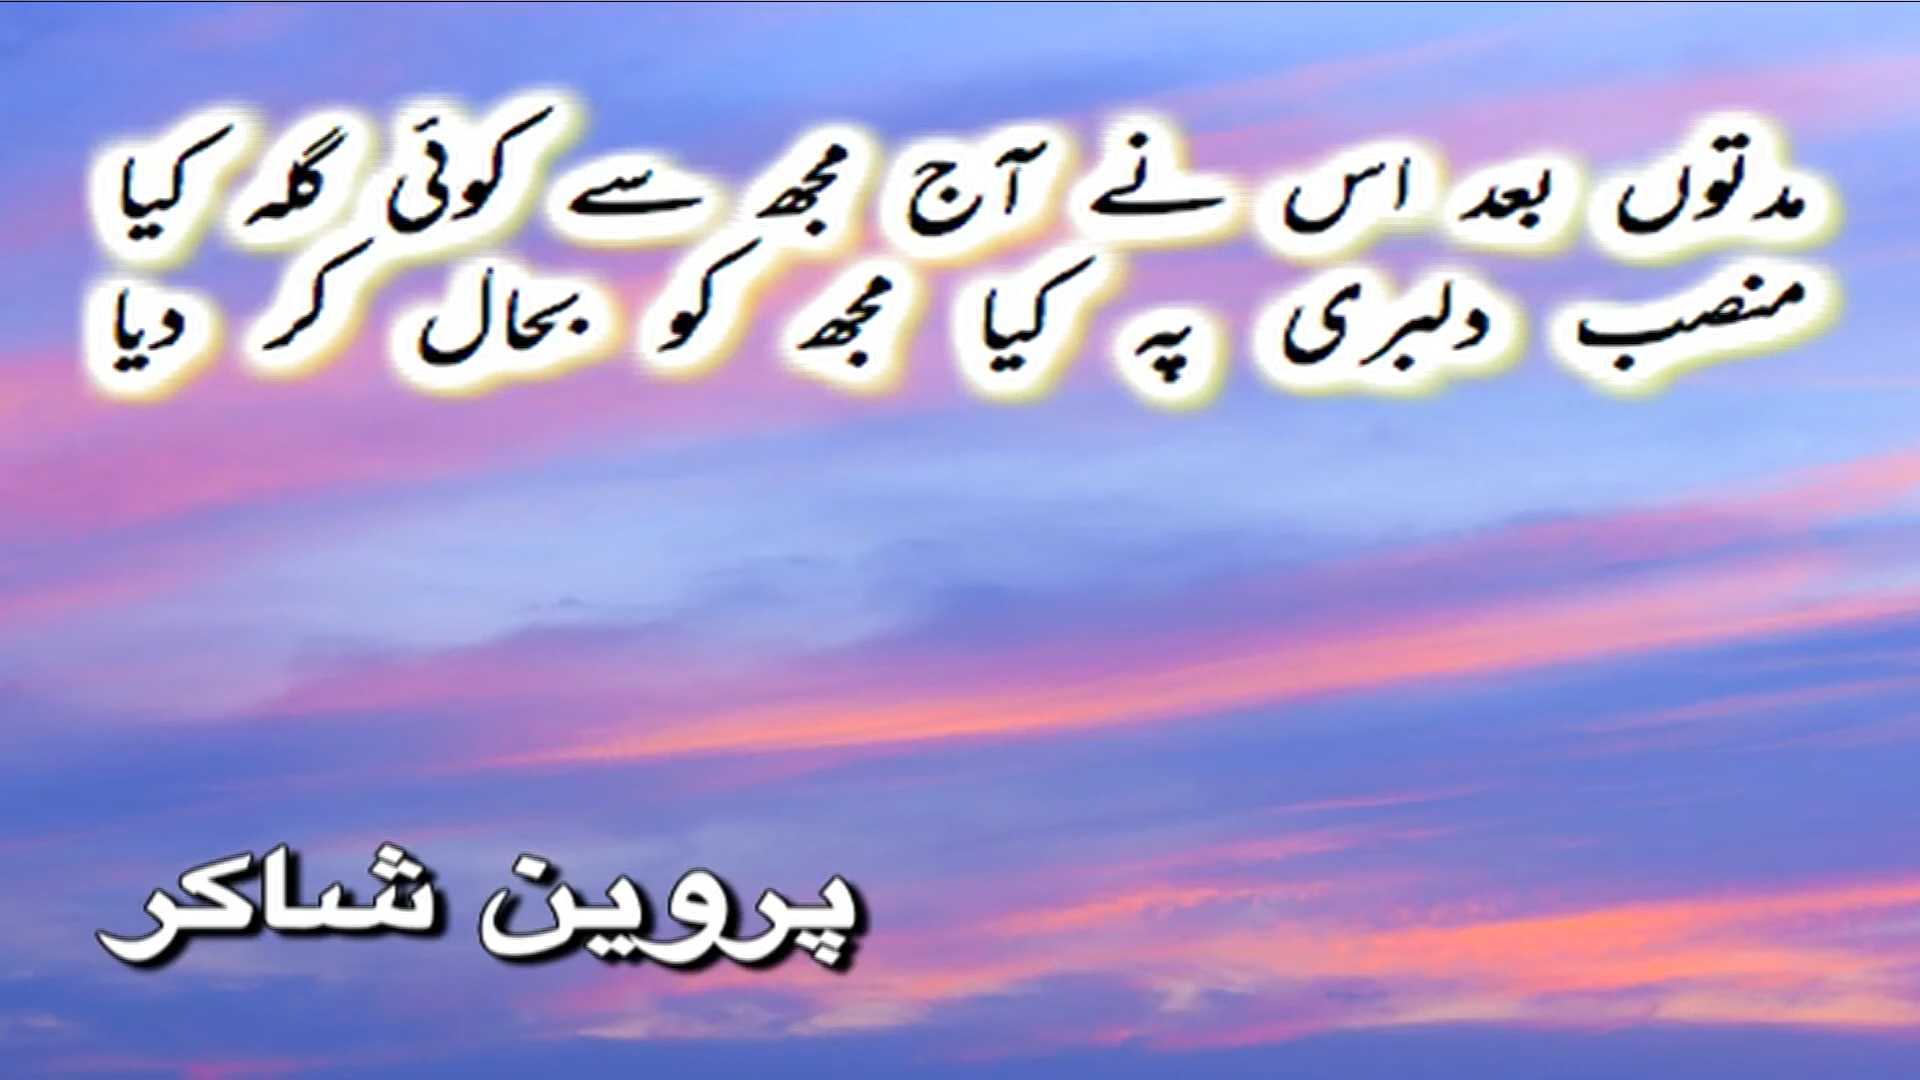 مدتوں بعد اس نے آج مجھ سے کوئی گلہ کیا
منصب دلبری پہ کیا مجھ کو بحال کر دیا
پروین شاکر